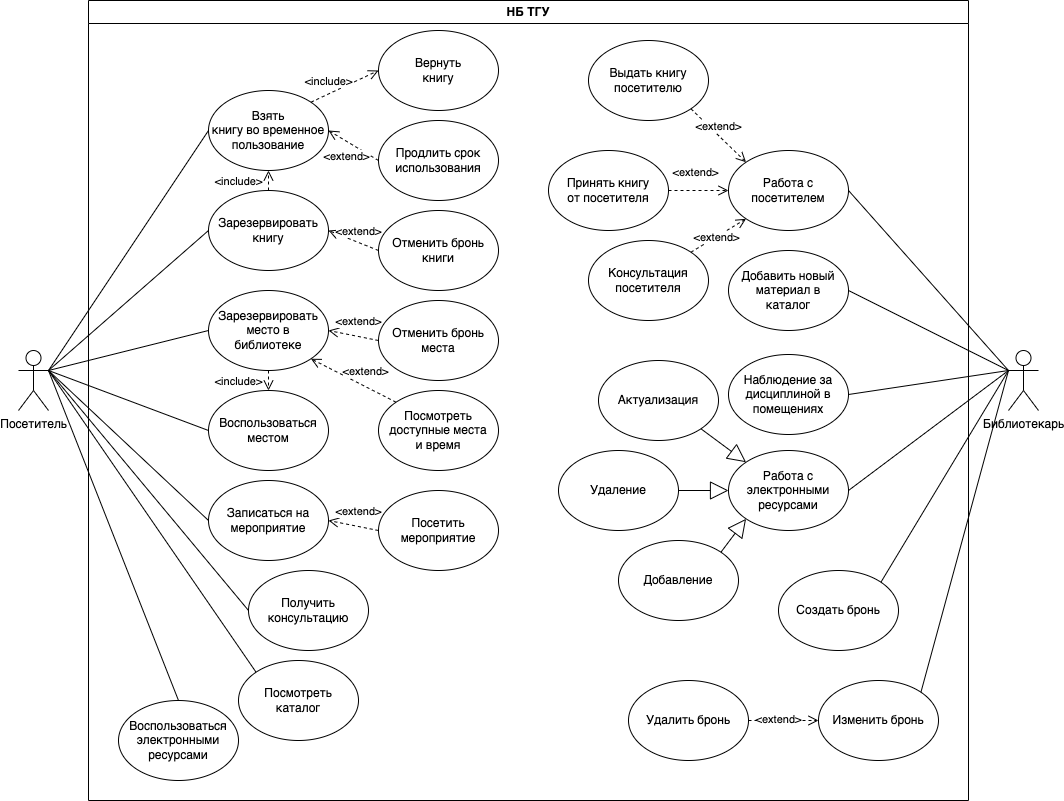 НБ ТГУ
Вернуть
книгу
<include>
Взять
книгу во временное
пользование
<extend>
Продлить срок
использования
<include>
Зарезервировать
книгу
<extend>
Отменить бронь
книги
Зарезервировать
место в
библиотеке
<extend>
Отменить бронь
места
<include>
<extend>
Посмотреть
доступные места
и время
Воспользоваться
местом
Посетитель
Записаться на
мероприятие
<extend>
Посетить
мероприятие
Получить
консультацию
Посмотреть
каталог
Воспользоваться
электронными
ресурсами
Выдать книгу
посетителю
<extend>
Принять книгу
от посетителя
<extend>
Работа с
посетителем
<extend>
Консультация
посетителя
Добавить новый
материал в
каталог
Наблюдение за
дисциплиной в
помещениях
Библиотекарь
Актуализация
Удаление
Работа с
электронными
ресурсами
Добавление
Создать бронь
Удалить бронь
<extend>
Изменить бронь